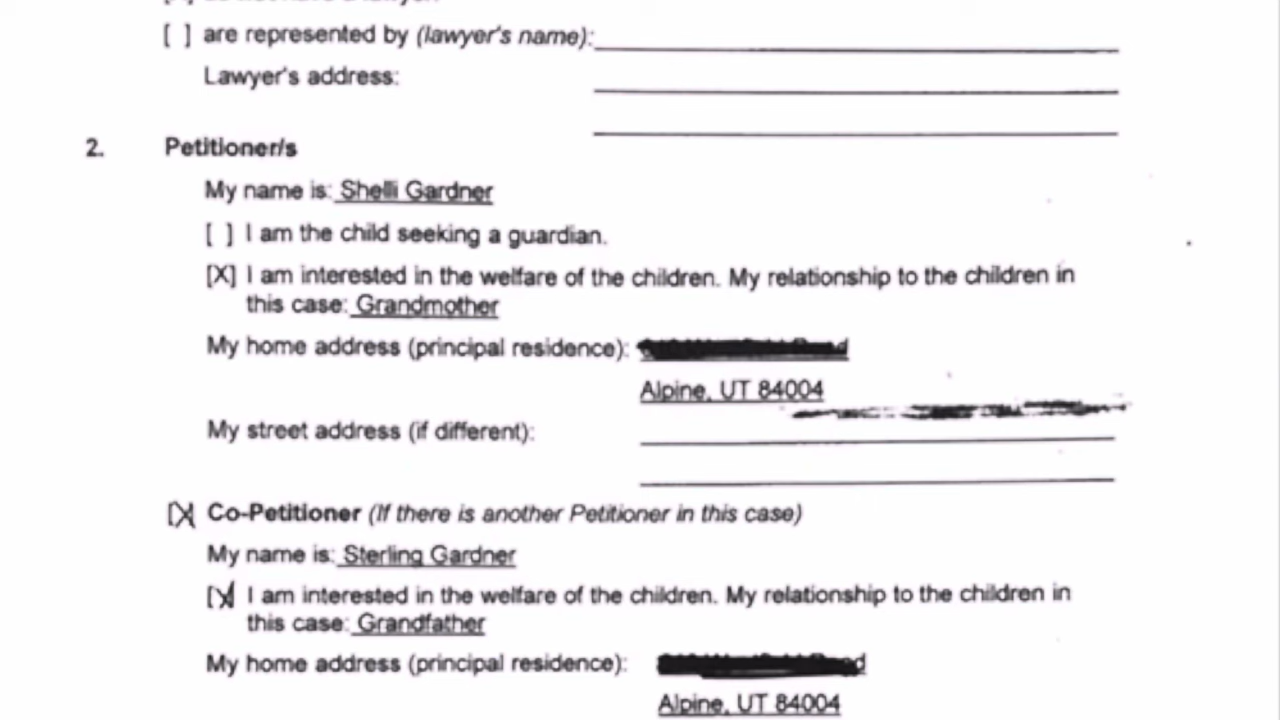 [ ] are represented by (lawyer's name):
Lawyer's address:
2. Petitioner/s
My name is: Shelli Gardner
[ ] I am the child seeking a guardian.
[X] I am interested in the welfare of the children. My relationship to the children in
this case: Grandmother
My home address (principal residence):
Alpine, UT 84004
My street address (if different):
[X] Co-Petitioner (If there is another Petitioner in this case)
My name is: Sterling Gardner
[X] I am interested in the welfare of the children. My relationship to the children in
this case: Grandfather
My home address (principal residence):
Alpine, UT 84004